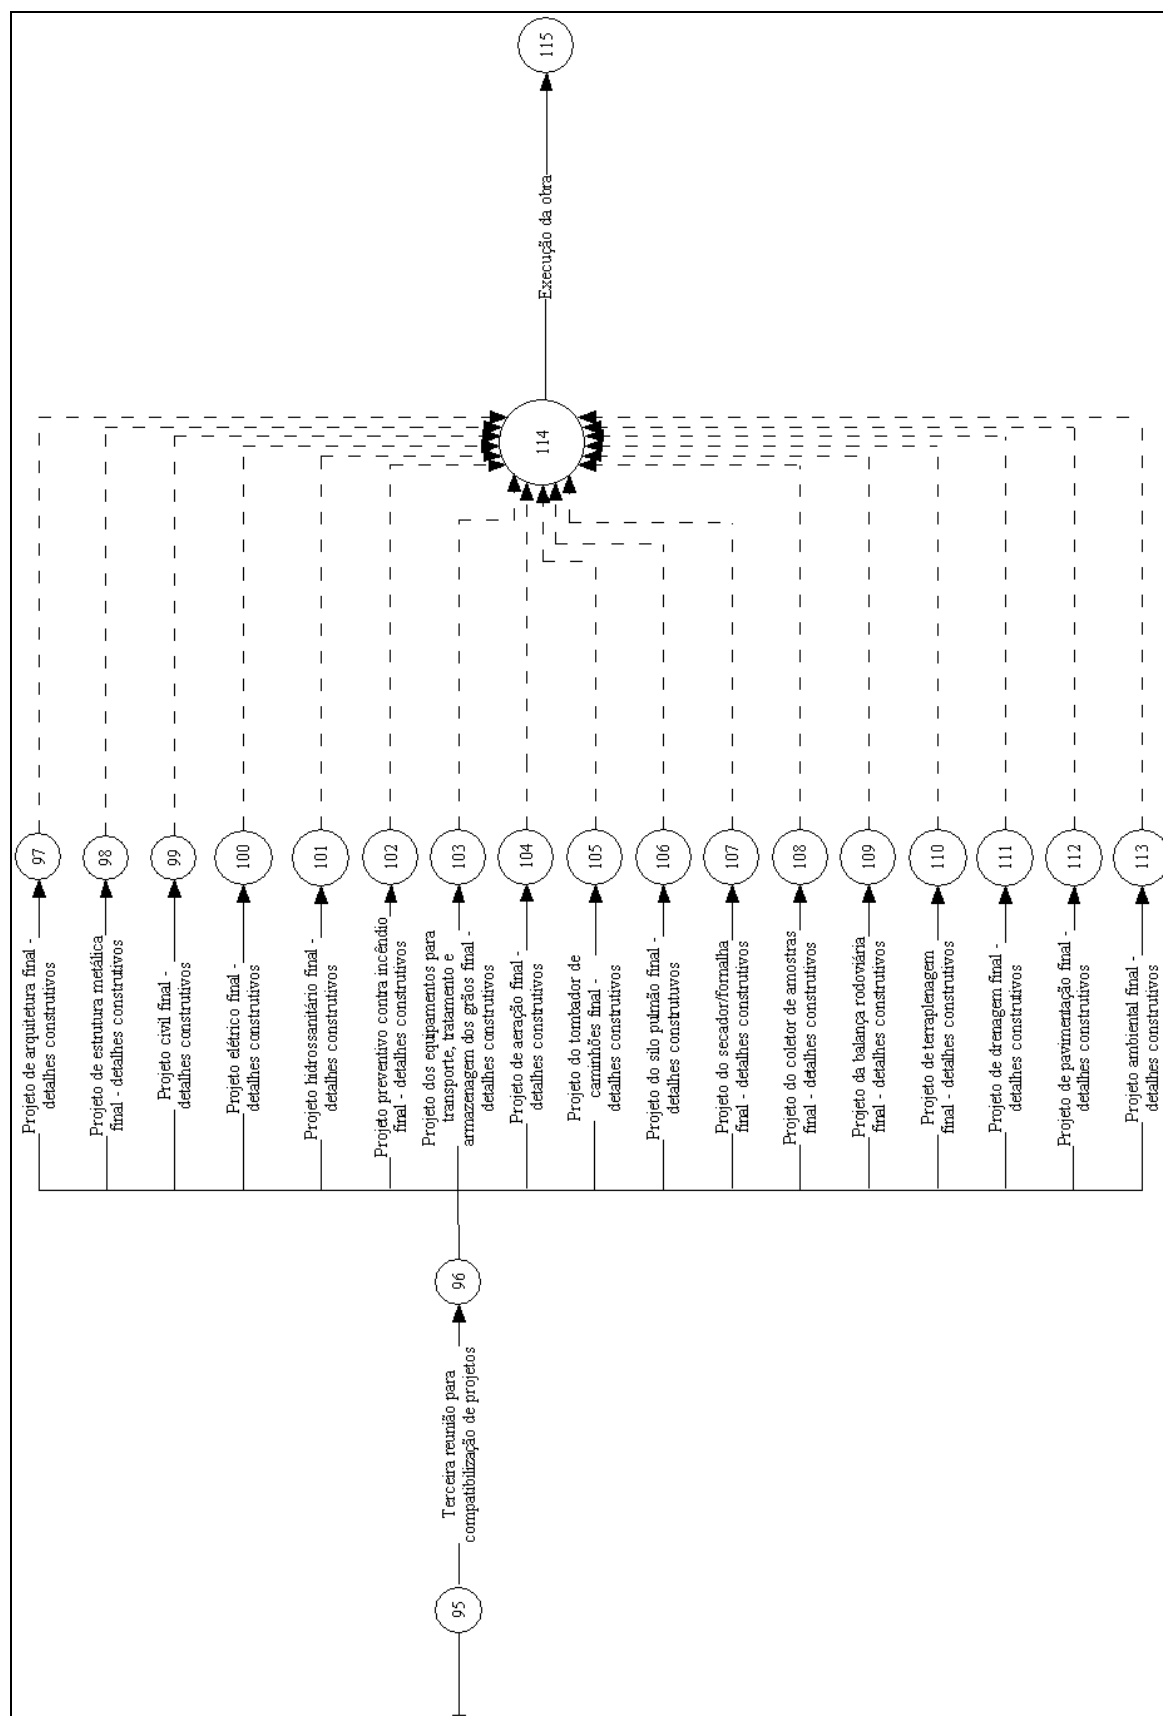 95
Terceira reunião para
compatibilização de projetos
96
Projeto de arquitetura final -
detalhes construtivos
97
Projeto de estrutura metálica
final - detalhes construtivos
98
Projeto civil final -
detalhes construtivos
99
Projeto elétrico final -
detalhes construtivos
100
Projeto hidrossanitário final -
detalhes construtivos
101
Projeto preventivo contra incêndio
final - detalhes construtivos
102
Projeto dos equipamentos para
transporte, tratamento e
armazenagem dos grãos final -
detalhes construtivos
103
Projeto de aeração final -
detalhes construtivos
104
Projeto do tombador de
caminhões final -
detalhes construtivos
105
Projeto do silo pulmão final -
detalhes construtuvos
106
Projeto do secador/fornalha
final - detalhes construtivos
107
Projeto do coletor de amostras
final - detalhes construtivos
108
Projeto da balança rodoviária
final - detalhes construtivos
109
Projeto de terraplenagem
final - detalhes construtivos
110
Projeto de drenagem final -
detalhes construtivos
111
Projeto de pavimentação final -
detalhes construtivos
112
Projeto ambiental final -
detalhes construtivos
113
114
Execução da obra
115